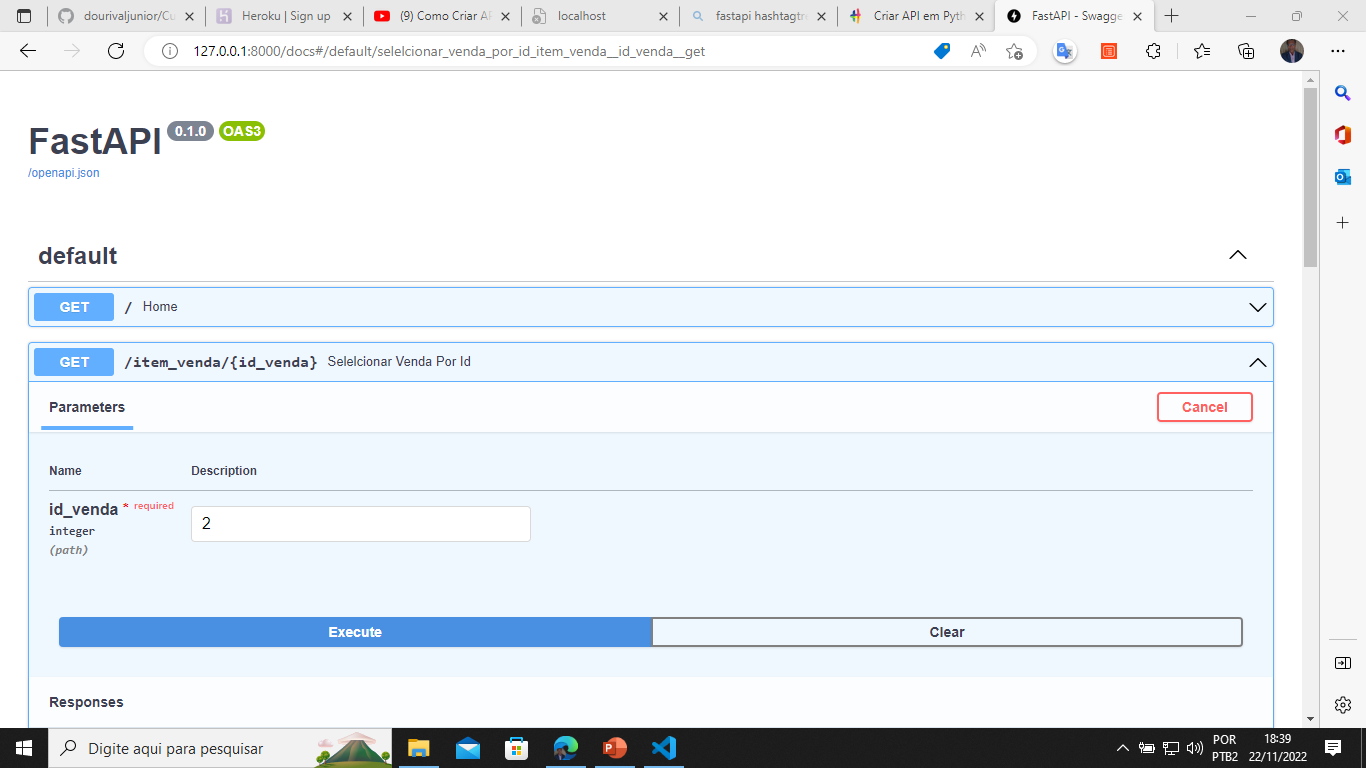 dourivaljunior/Cu
Heroku | Sign up
(9) Como Criar AP
localhost
fastapi hashtagtr
Criar API em Pyth
FastAPI - Swagge
127.0.0.1:8000/docs#/default/selelcionar_venda_por_id_item_venda__id_venda__get
FastAPI 0.1.0 OAS3
/openapi.json
default
GET / Home
GET /item_venda/{id_venda} Selelcionar Venda Por Id
Parameters
Cancel
Name Description
id_venda * required
integer
(path)
2
Execute
Clear
Responses
Digite aqui para pesquisar
POR
PTB2
18:39
22/11/2022